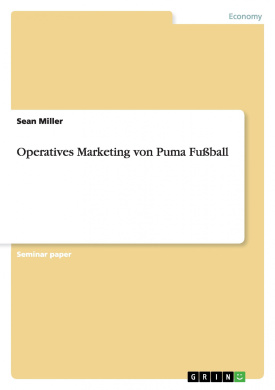 Economy
Sean Miller
Operatives Marketing von Puma Fußball
Seminar paper
GRIN